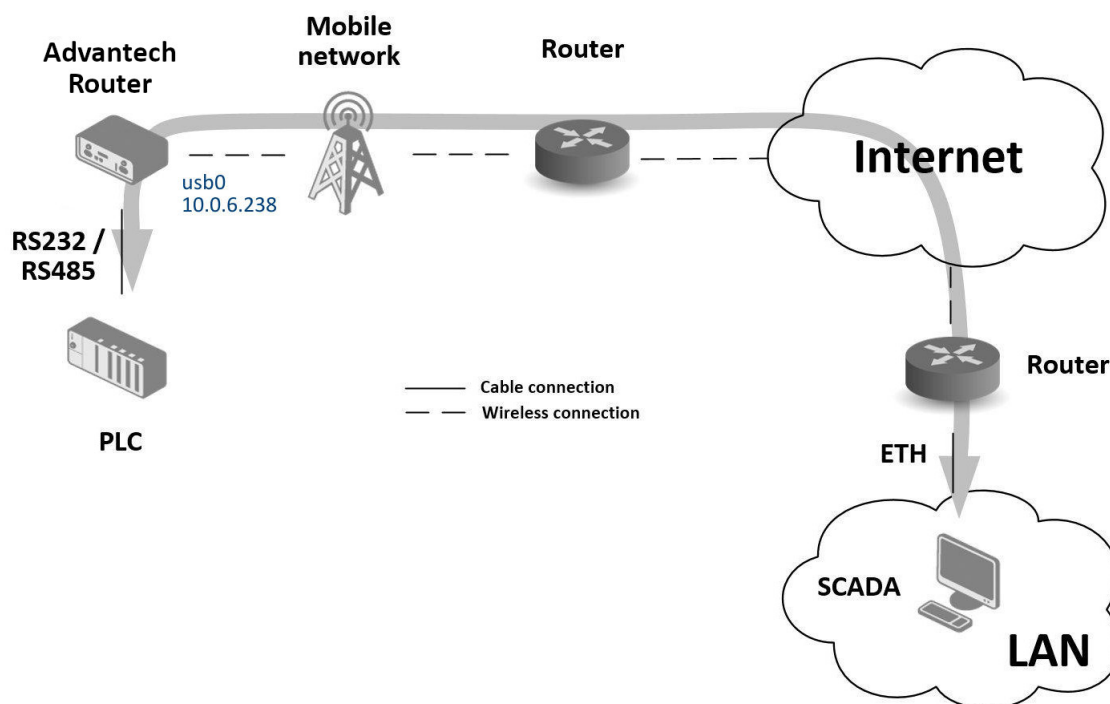 Advantech
Router
Mobile
network
Router
Internet
usb0
10.0.6.238
RS232 /
RS485
PLC
Cable connection
Wireless connection
Router
ETH
SCADA
LAN